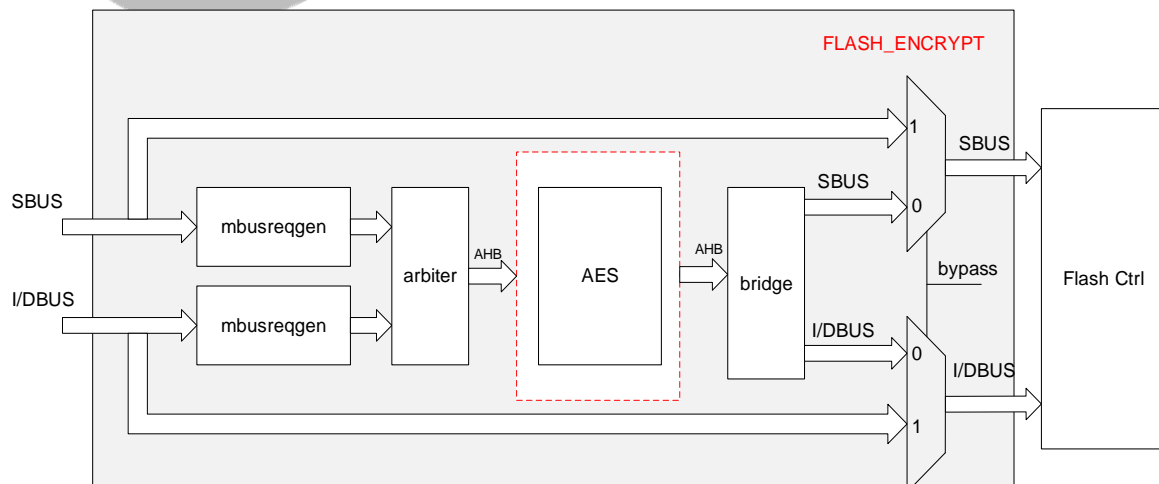 FLASH_ENCRYPT
1
SBUS
SBUS
SBUS
0
mbusreqgen
AHB
AHB
arbiter
AES
bridge
bypass
Flash Ctrl
I/DBUS
mbusreqgen
I/DBUS
0
I/DBUS
1